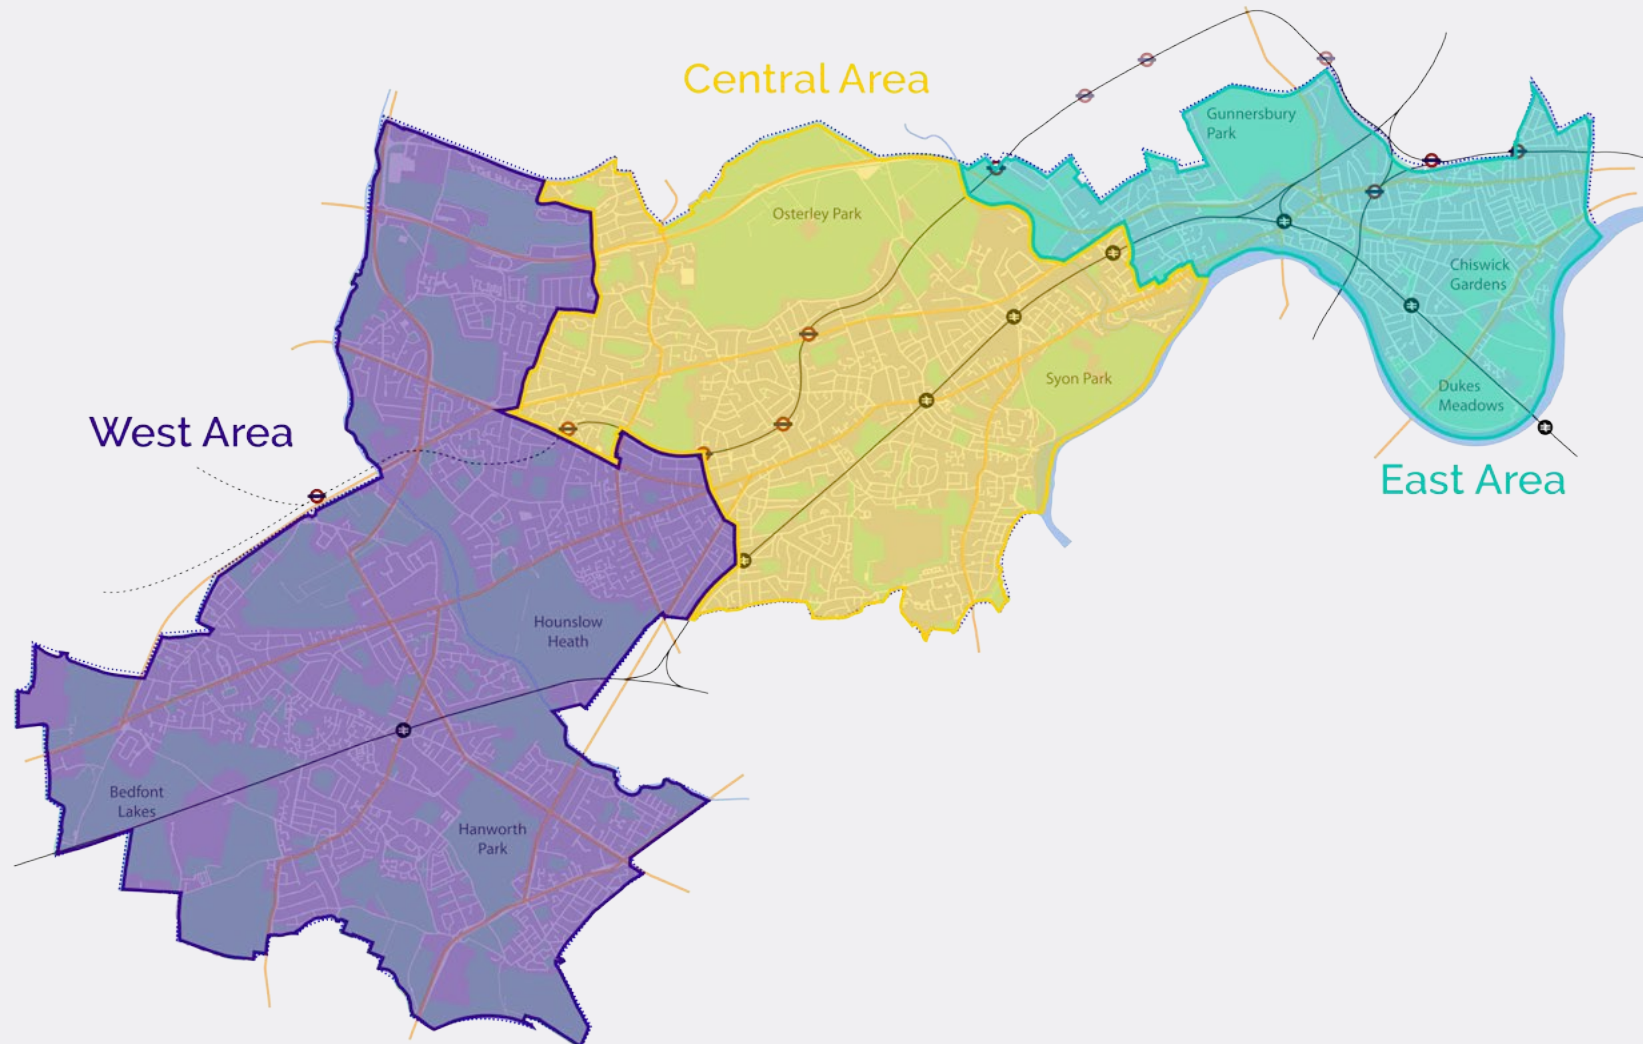 Central Area
Gunnersbury
Park
Osterley Park
Chiswick
Gardens
Syon Park
Dukes
Meadows
West Area
East Area
Hounslow
Heath
Bedfont
Lakes
Hanworth
Park